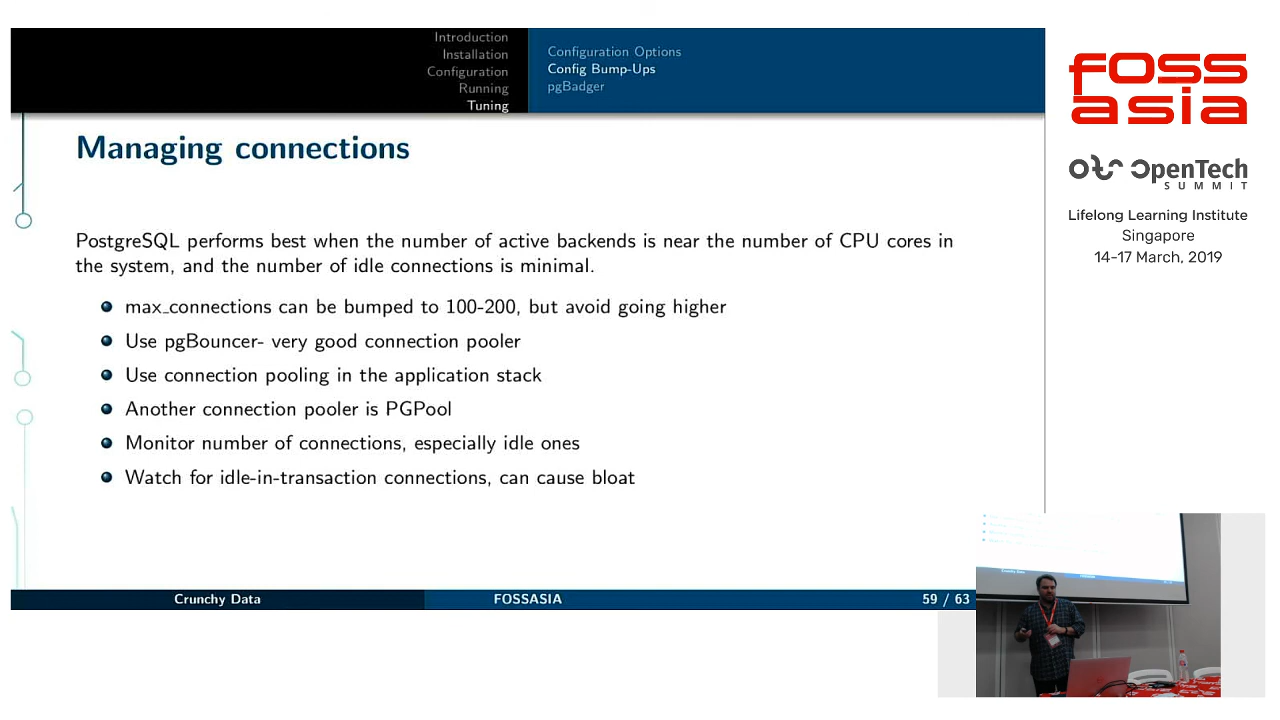 Introduction
Installation
Configuration
Running
Tuning
Configuration Options
Config Bump-Ups
pgBadger
Managing connections
PostgreSQL performs best when the number of active backends is near the number of CPU cores in
the system, and the number of idle connections is minimal.
max_connections can be bumped to 100-200, but avoid going higher
Use pgBouncer- very good connection pooler
Use connection pooling in the application stack
Another connection pooler is PGPool
Monitor number of connections, especially idle ones
Watch for idle-in-transaction connections, can cause bloat
Crunchy Data
FOSSASIA
59 / 63
FOSS
asia
OpenTech
SUMMIT
Lifelong Learning Institute
Singapore
14-17 March, 2019